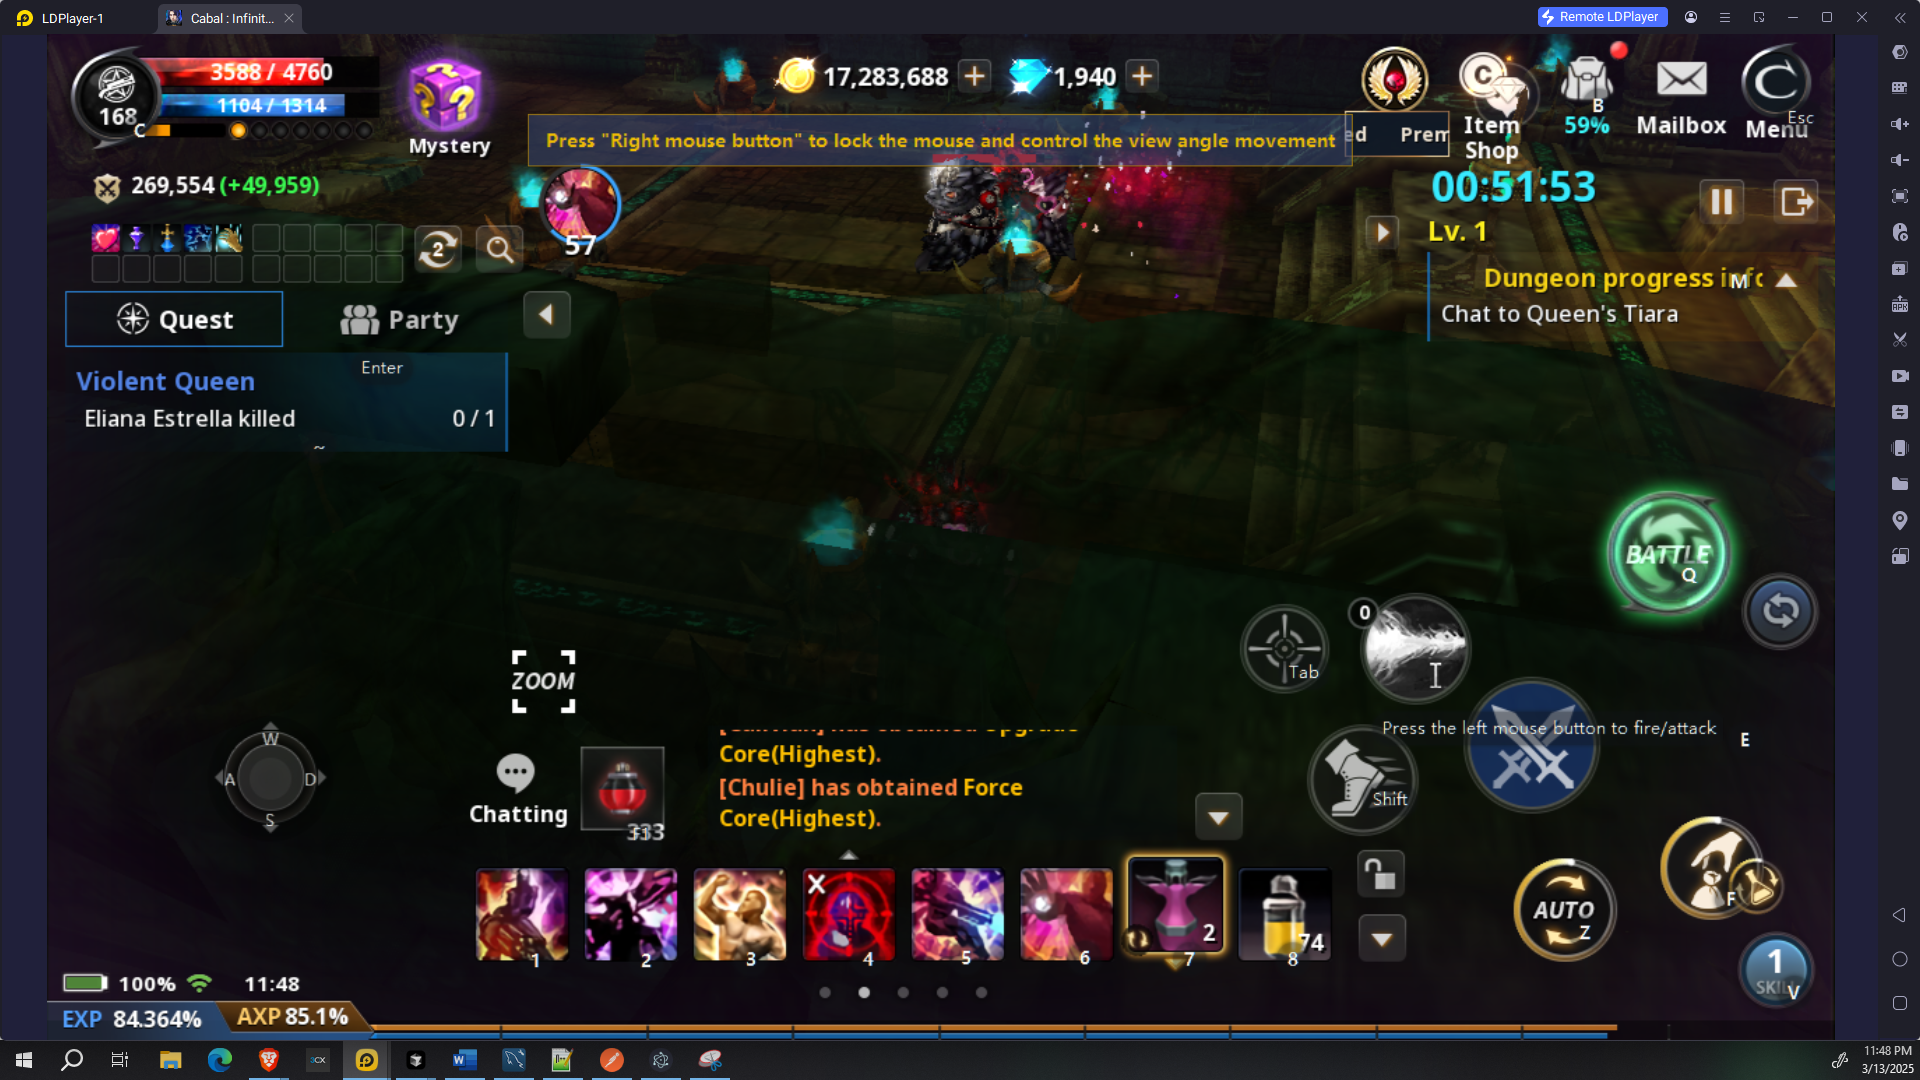 LDPlayer-1
Cabal : Infinit...
Remote LDPlayer
3588 / 4760
1104 / 1314
168
C
Mystery
17,283,688
1,940
Press "Right mouse button" to lock the mouse and control the view angle movement
ed Prem
Item
Shop
B
59%
Mailbox
Menu
Esc
269,554 (+49,959)
57
2
00:51:53
Lv. 1
Dungeon progress info
M
Chat to Queen's Tiara
Quest
Party
Enter
Violent Queen
Eliana Estrella killed 0 / 1
~
BATTLE
Q
0
Tab
ZOOM
W
A
D
S
Chatting
333
F1
Core(Highest).
[Chulie] has obtained Force
Core(Highest).
Press the left mouse button to fire/attack
E
Shift
1
2
3
X
4
5
6
2
7
74
8
AUTO
Z
F
1
SKILL
V
100%
11:48
EXP 84.364%
AXP 85.1%
3CX
W
11:48 PM
3/13/2025